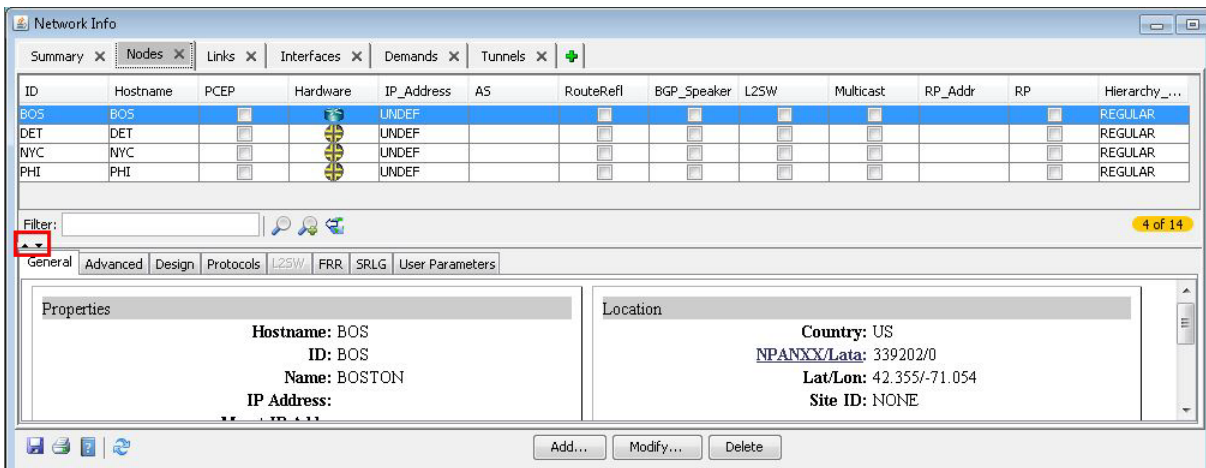 Network Info
Summary Nodes Links Interfaces Demands Tunnels
ID Hostname PCEP Hardware IP_Address AS RouteRefl BGP_Speaker L2SW Multicast RP_Addr RP Hierarchy_...
BOS BOS UNDEF REGULAR
DET DET UNDEF REGULAR
NYC NYC UNDEF REGULAR
PHI PHI UNDEF REGULAR
Filter: 4 of 14
General Advanced Design Protocols L2SW FRR SRLG User Parameters
Properties Location
Hostname: BOS Country: US
ID: BOS NPANXX/Lata: 339202/0
Name: BOSTON Lat/Lon: 42.355/-71.054
IP Address: Site ID: NONE
Add... Modify... Delete